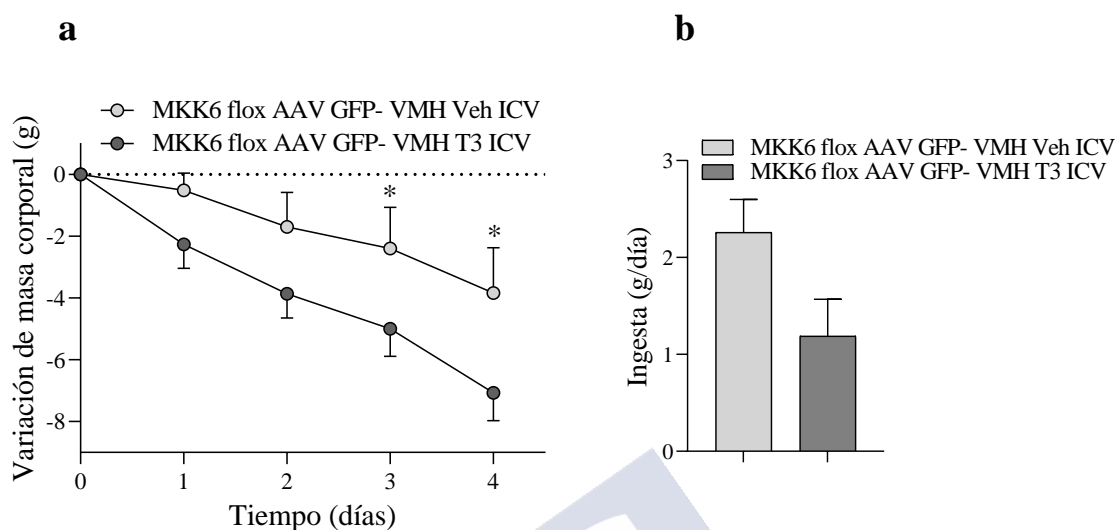 a
MKK6 flox AAV GFP- VMH Veh ICV
MKK6 flox AAV GFP- VMH T3 ICV
Variación de masa corporal (g)
0
-2
-4
-6
-8
*
*
0 1 2 3 4
Tiempo (días)
b
MKK6 flox AAV GFP- VMH Veh ICV
MKK6 flox AAV GFP- VMH T3 ICV
Ingesta (g/día)
3
2
1
0